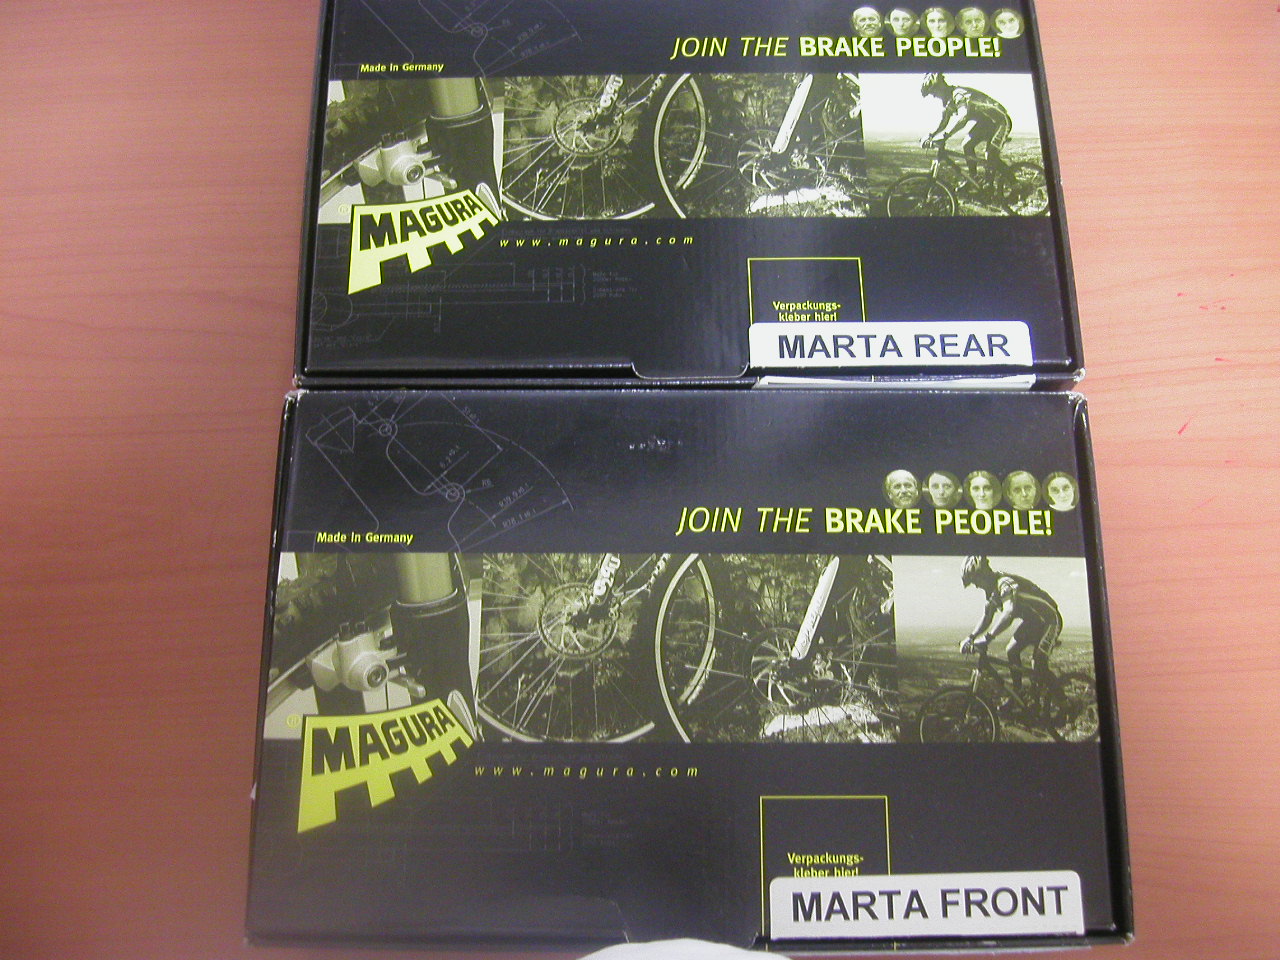 JOIN THE BRAKE PEOPLE!
Made in Germany
® MAGURA
www.magura.com
Verpackungs-
kleber hier!
MARTA REAR
JOIN THE BRAKE PEOPLE!
Made in Germany
® MAGURA
www.magura.com
Verpackungs-
kleber hier!
MARTA FRONT